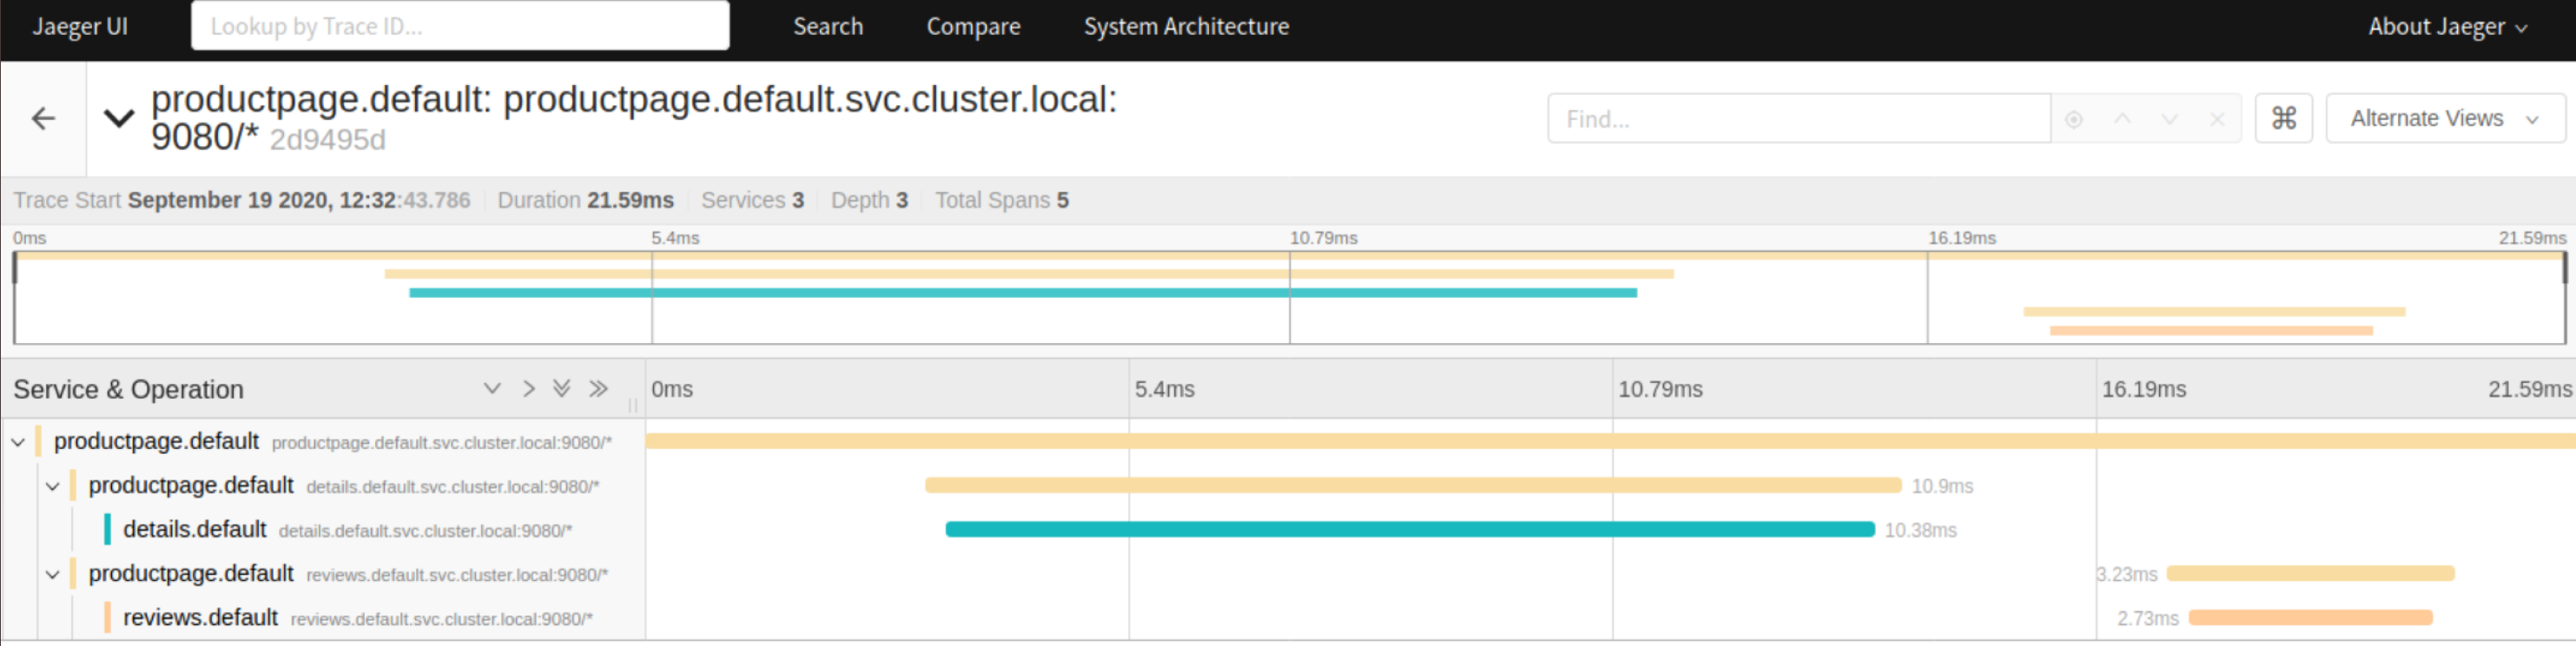 Jaeger UI Lookup by Trace ID... Search Compare System Architecture About Jaeger
productpage.default: productpage.default.svc.cluster.local:
9080/* 2d9495d
Find... ⌘ Alternate Views
Trace Start September 19 2020, 12:32:43.786 Duration 21.59ms Services 3 Depth 3 Total Spans 5
0ms 5.4ms 10.79ms 16.19ms 21.59ms
Service & Operation 0ms 5.4ms 10.79ms 16.19ms 21.59ms
productpage.default productpage.default.svc.cluster.local:9080/*
productpage.default details.default.svc.cluster.local:9080/* 10.9ms
details.default details.default.svc.cluster.local:9080/* 10.38ms
productpage.default reviews.default.svc.cluster.local:9080/* 3.23ms
reviews.default reviews.default.svc.cluster.local:9080/* 2.73ms